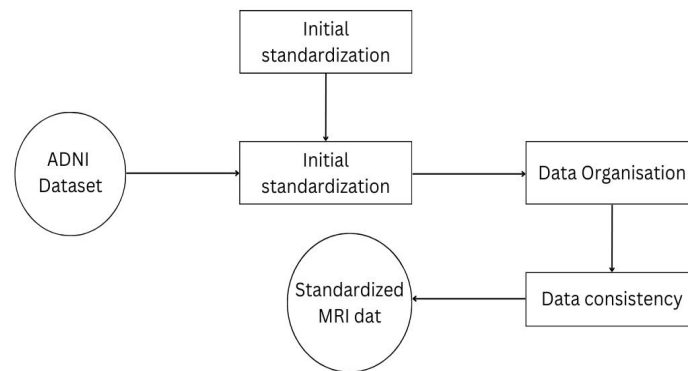 Initial
standardization
ADNI
Dataset
Initial
standardization
Data Organisation
Standardized
MRI dat
Data consistency